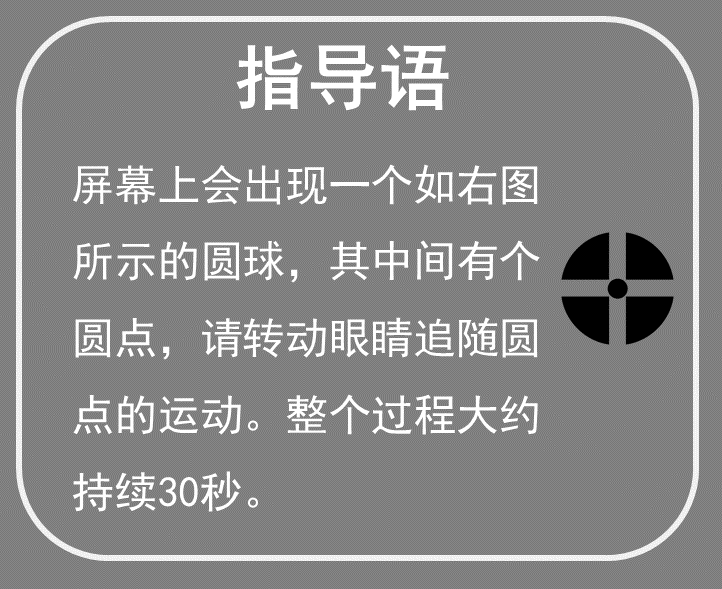 指导语
屏幕上会出现一个如右图
所示的圆球，其中间有个
圆点，请转动眼睛追随圆
点的运动。整个过程大约
持续30秒。